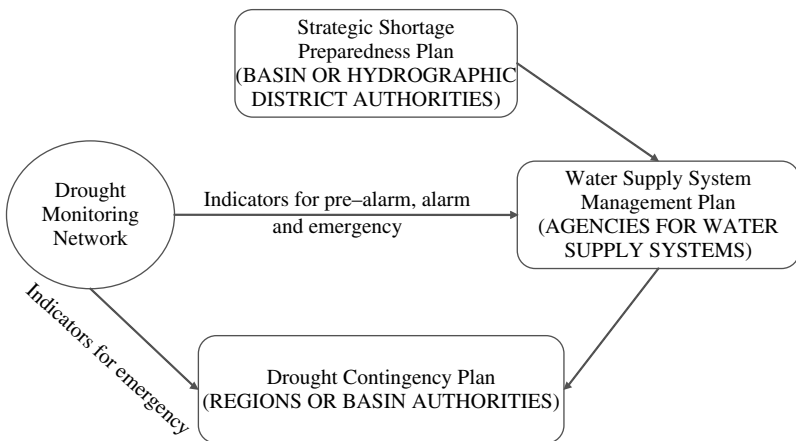 Strategic Shortage
Preparedness Plan
(BASIN OR HYDROGRAPHIC
DISTRICT AUTHORITIES)
Drought
Monitoring
Network
Indicators for pre–alarm, alarm
and emergency
Water Supply System
Management Plan
(AGENCIES FOR WATER
SUPPLY SYSTEMS)
Indicators for emergency
Drought Contingency Plan
(REGIONS OR BASIN AUTHORITIES)